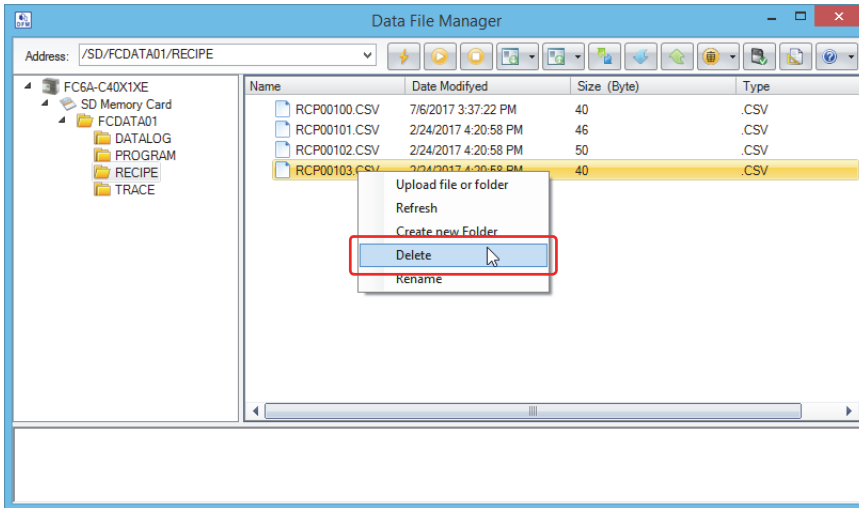 DFM
Data File Manager
Address: /SD/FCDATA01/RECIPE
FC6A-C40X1XE
SD Memory Card
FCDATA01
DATALOG
PROGRAM
RECIPE
TRACE
Name Date Modifyed Size (Byte) Type
RCP00100.CSV 7/6/2017 3:37:22 PM 40 .CSV
RCP00101.CSV 2/24/2017 4:20:58 PM 46 .CSV
RCP00102.CSV 2/24/2017 4:20:58 PM 50 .CSV
RCP00103.CSV 2/24/2017 4:20:58 PM 40 .CSV
Upload file or folder
Refresh
Create new Folder
Delete
Rename